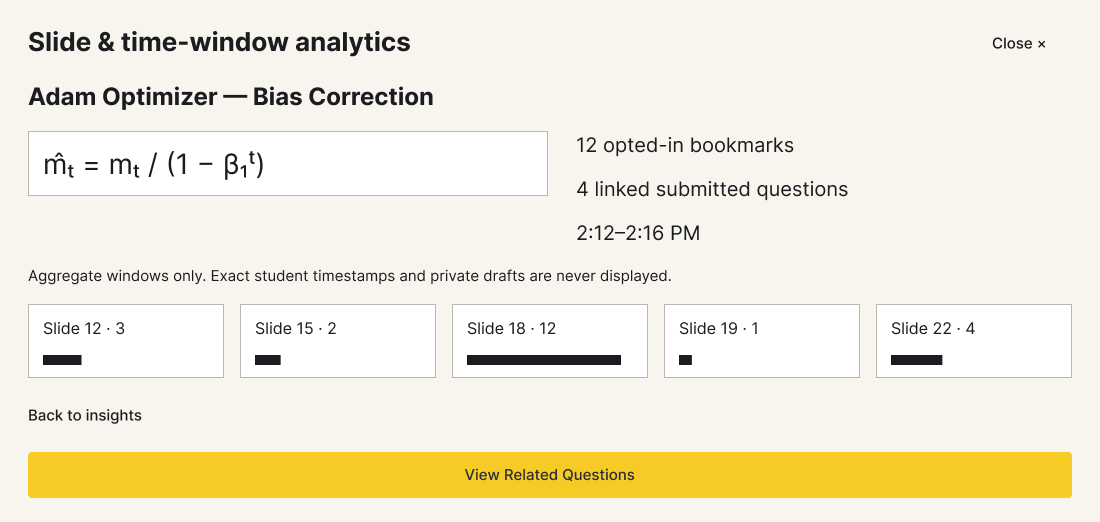 Slide & time-window analytics
Close ×
Adam Optimizer — Bias Correction
m̂ₜ = mₜ / (1 − β₁ᵗ)
12 opted-in bookmarks
4 linked submitted questions
2:12–2:16 PM
Aggregate windows only. Exact student timestamps and private drafts are never displayed.
Slide 12 · 3
Slide 15 · 2
Slide 18 · 12
Slide 19 · 1
Slide 22 · 4
Back to insights
View Related Questions